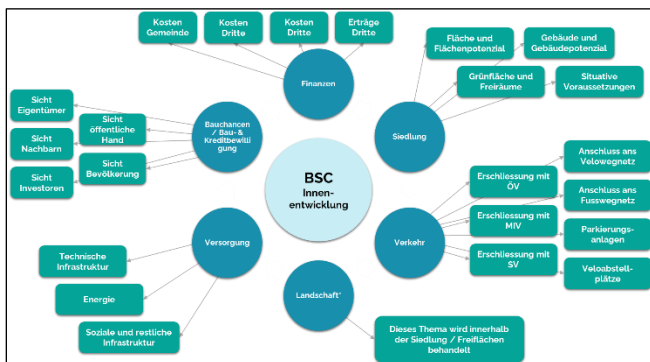 Kosten
Gemeinde
Kosten
Dritte
Kosten
Dritte
Erträge
Dritte
Finanzen
Fläche und
Flächenpotenzial
Gebäude und
Gebäudepotenzial
Grünfläche und
Freiräume
Situative
Voraussetzungen
Siedlung
Sicht
Eigentümer
Sicht
öffentliche
Hand
Sicht
Nachbarn
Sicht
Bevölkerung
Sicht
Investoren
Bauchancen
/ Bau- &
Kreditbewilli
gung
BSC
Innen-
entwicklung
Anschluss ans
Velowegnetz
Erschliessung mit
ÖV
Anschluss ans
Fusswegnetz
Erschliessung mit
MIV
Parkierungs-
anlagen
Erschliessung mit
SV
Veloabstell-
plätze
Verkehr
Versorgung
Technische
Infrastruktur
Energie
Soziale und restliche
Infrastruktur
Landschaft*
Dieses Thema wird innerhalb
der Siedlung / Freiflächen
behandelt